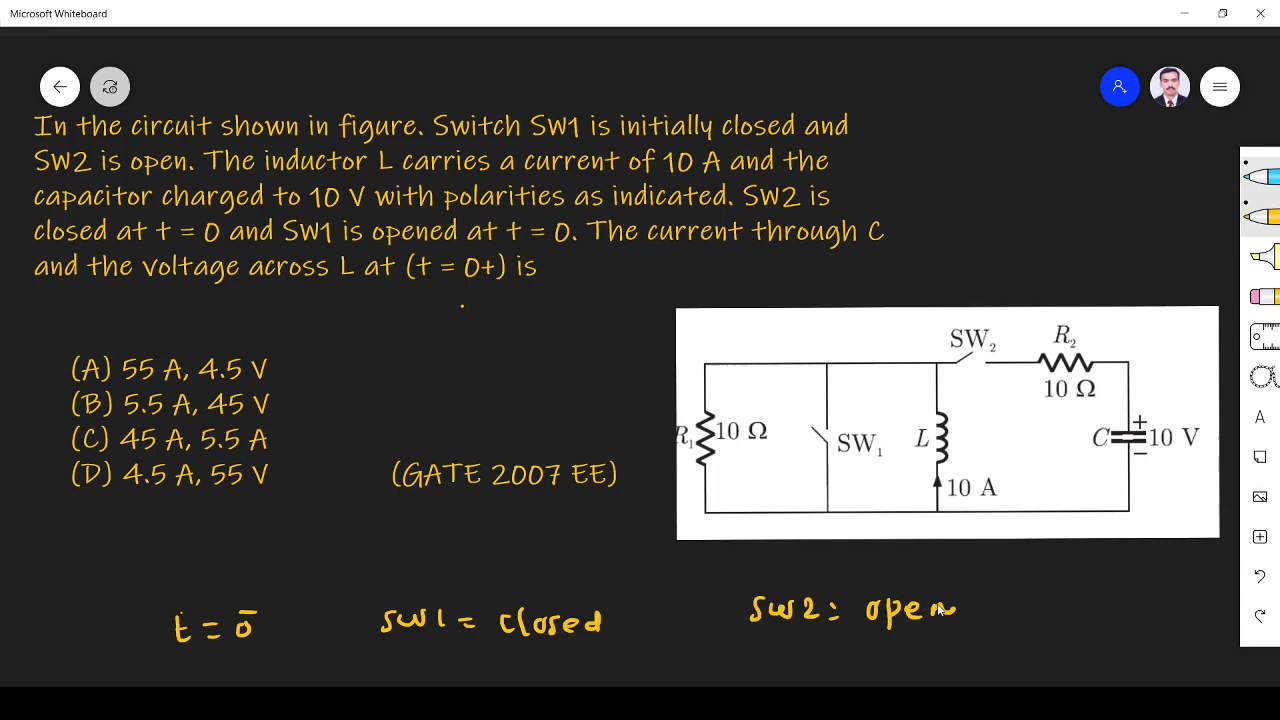 Microsoft Whiteboard
In the circuit shown in figure. Switch SW1 is initially closed and
SW2 is open. The inductor L carries a current of 10 A and the
capacitor charged to 10 V with polarities as indicated. SW2 is
closed at t = 0 and SW1 is opened at t = 0. The current through C
and the voltage across L at (t = 0+) is
(A) 55 A, 4.5 V
(B) 5.5 A, 45 V
(C) 45 A, 5.5 A
(D) 4.5 A, 55 V (GATE 2007 EE)
SW₂ R₂
10 Ω
R₁ 10 Ω SW₁ L C + 10 V
−
10 A
t = 0̄ SW1 = closed SW2 : open
A